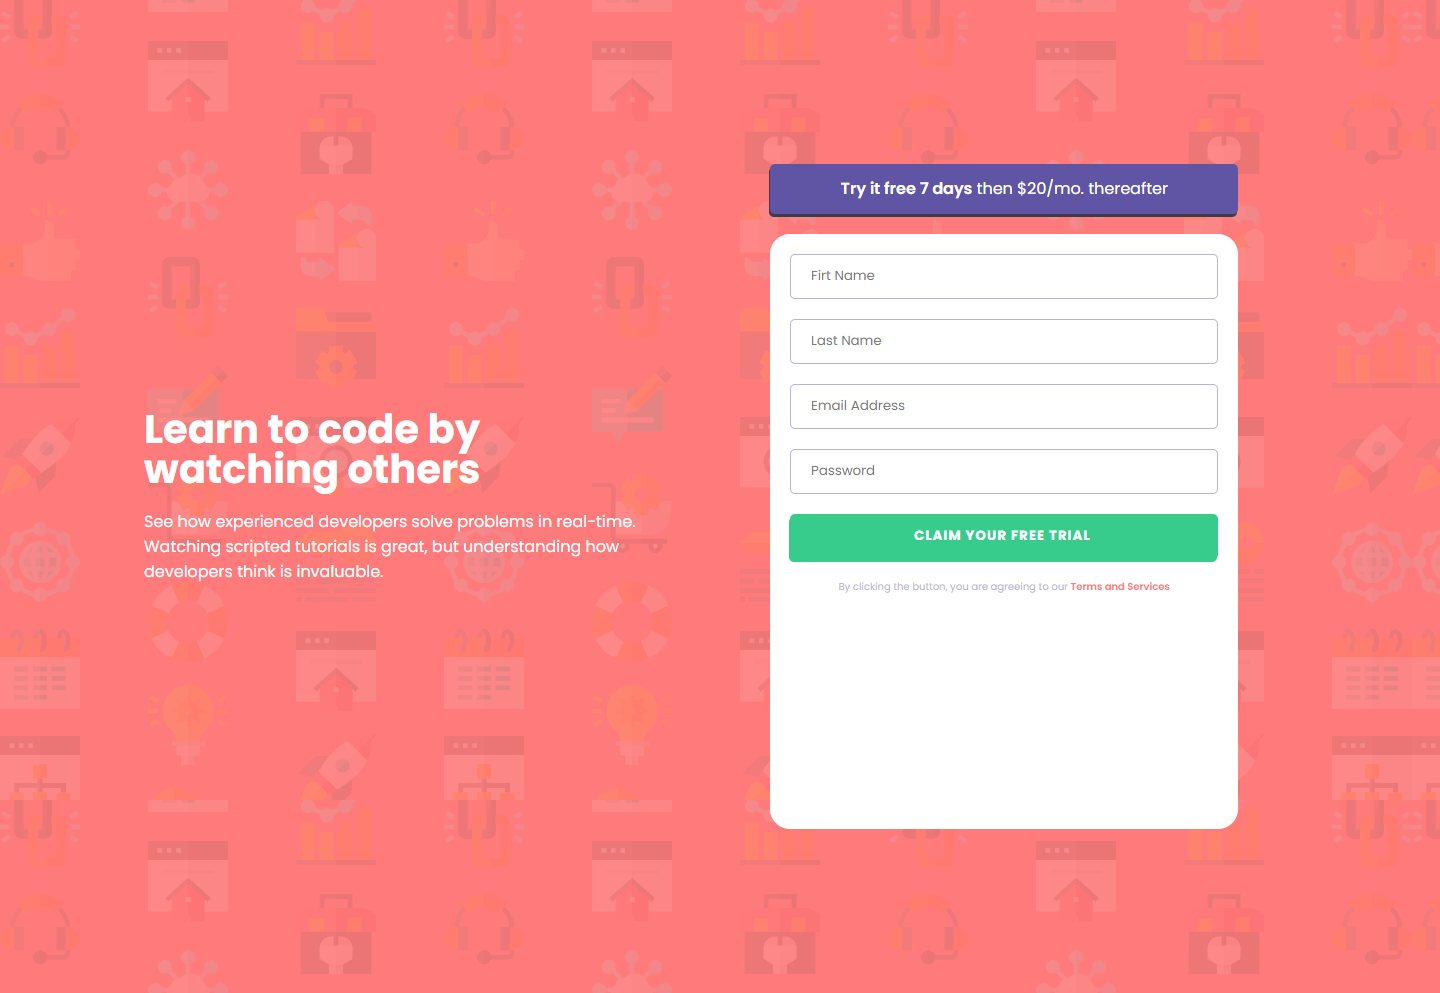 Learn to code by
watching others
See how experienced developers solve problems in real-time.
Watching scripted tutorials is great, but understanding how
developers think is invaluable.
Try it free 7 days then $20/mo. thereafter
Firt Name
Last Name
Email Address
Password
CLAIM YOUR FREE TRIAL
By clicking the button, you are agreeing to our Terms and Services